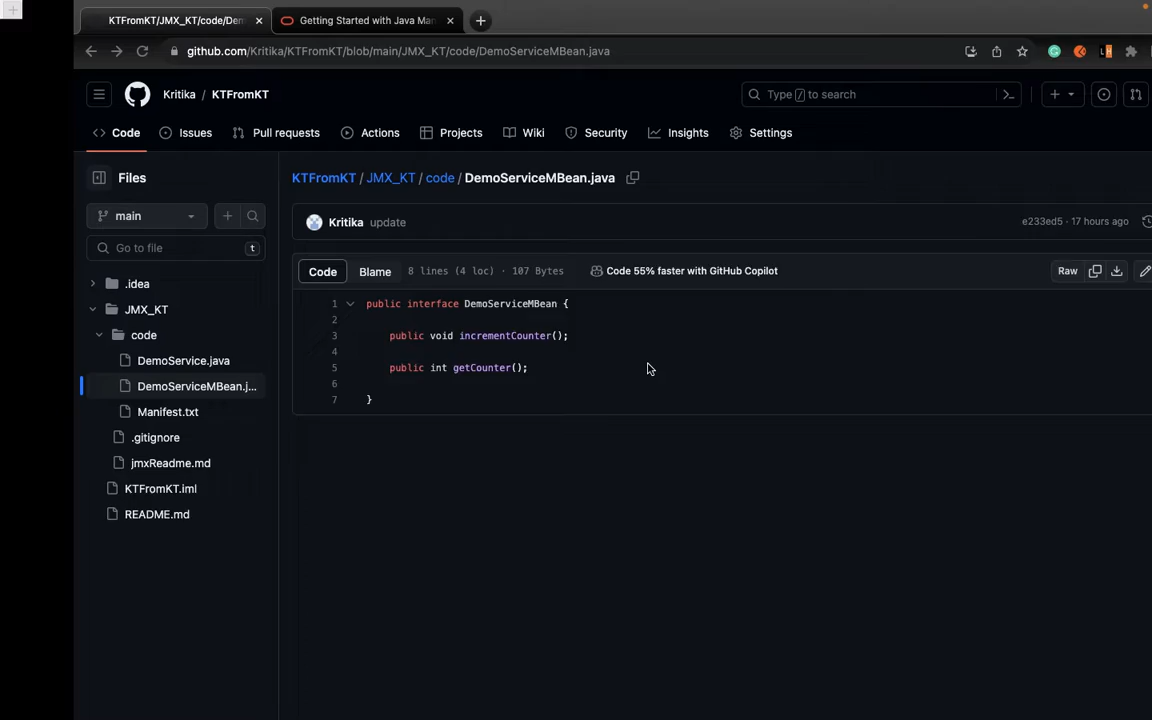 KTFromKT/JMX_KT/code/Dem
Getting Started with Java Man
github.com/Kritika/KTFromKT/blob/main/JMX_KT/code/DemoServiceMBean.java
Kritika / KTFromKT
Type / to search
Code
Issues
Pull requests
Actions
Projects
Wiki
Security
Insights
Settings
Files
KTFromKT / JMX_KT / code / DemoServiceMBean.java
main
Kritika update
e233ed5 · 17 hours ago
Go to file
t
Code
Blame
8 lines (4 loc) · 107 Bytes
Code 55% faster with GitHub Copilot
Raw
.idea
JMX_KT
code
DemoService.java
DemoServiceMBean.j...
Manifest.txt
.gitignore
jmxReadme.md
KTFromKT.iml
README.md
1 public interface DemoServiceMBean {
2
3 public void incrementCounter();
4
5 public int getCounter();
6
7 }